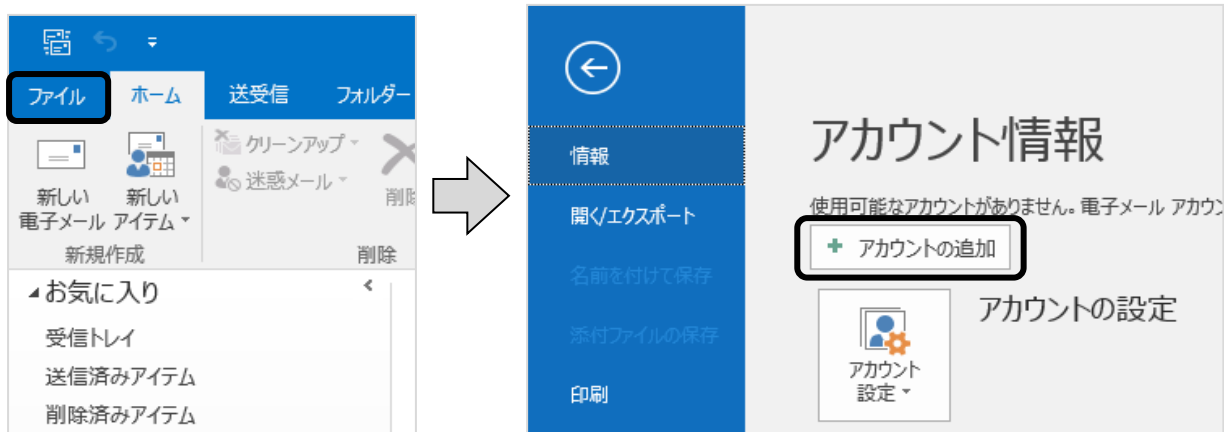 ファイル ホーム 送受信 フォルダー
クリーンアップ
迷惑メール
新しい
電子メール
新しい
アイテム
新規作成
削除
お気に入り
受信トレイ
送信済みアイテム
削除済みアイテム
情報
開く/エクスポート
名前を付けて保存
添付ファイルの保存
印刷
アカウント情報
使用可能なアカウントがありません。電子メール アカウン
+ アカウントの追加
アカウントの設定
アカウント
設定